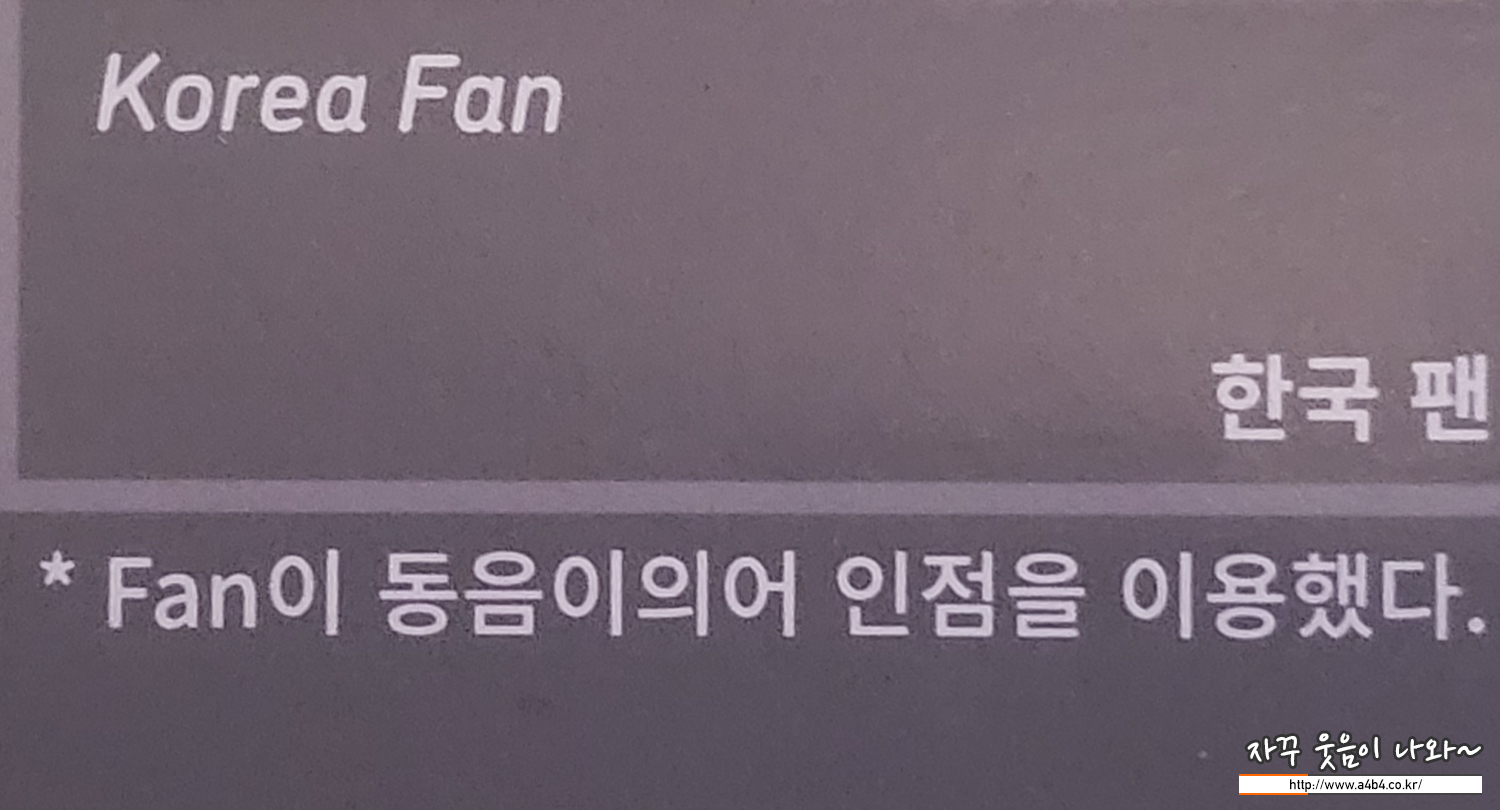 Korea Fan
한국 팬
* Fan이 동음이의어 인점을 이용했다.
자꾸 웃음이 나와~
http://www.a4b4.co.kr/